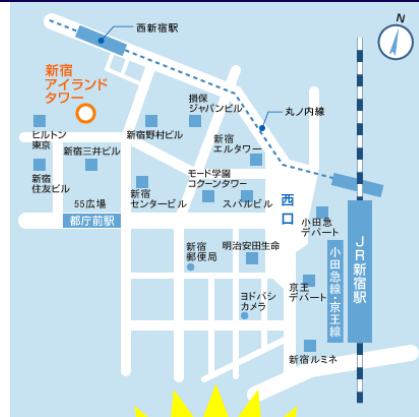 N
西新宿駅
新宿
アイランド
タワー
損保
ジャパンビル
丸ノ内線
ヒルトン
東京
新宿野村ビル
新宿三井ビル
新宿
エルタワー
新宿
住友ビル
新宿
センタービル
モード学園
コクーンタワー
スバルビル
西口
55広場
都庁前駅
小田急
デパート
JR新宿駅
小田急線・京王線
新宿
郵便局
明治安田生命
京王
デパート
ヨドバシ
カメラ
新宿ルミネ